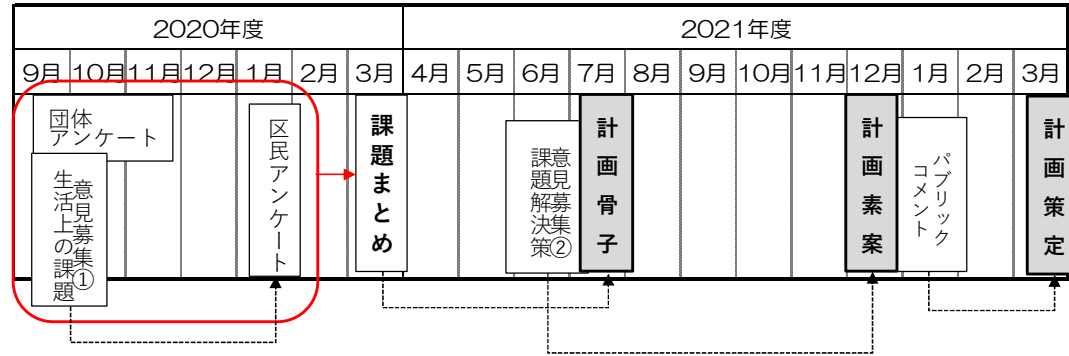 2020年度
2021年度
9月
10月
11月
12月
1月
2月
3月
4月
5月
6月
7月
8月
9月
10月
11月
12月
1月
2月
3月
団体
アンケート
意見募集①
生活上の課題
区民アンケート
課題まとめ
意見募集②
課題解決策
計画骨子
計画素案
パブリック
コメント
計画策定